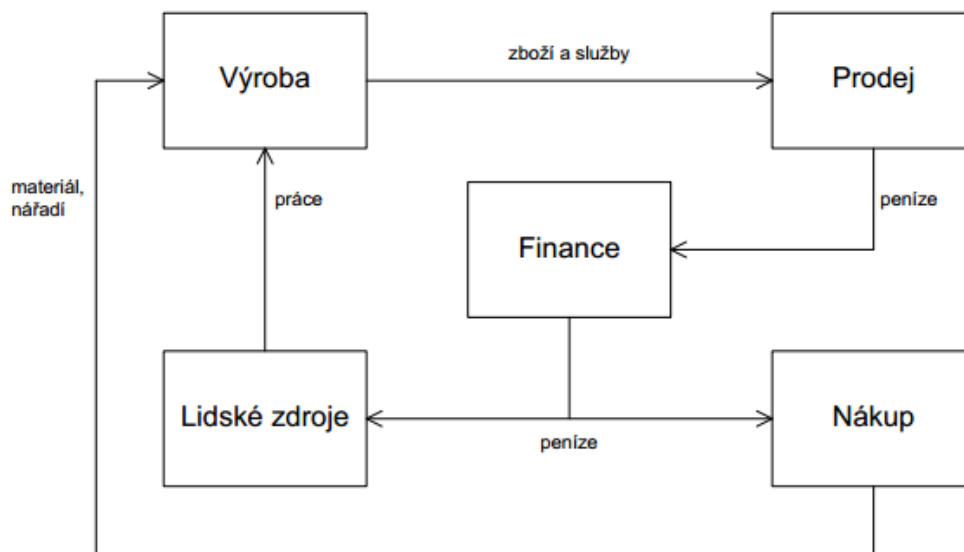 zboží a služby
Výroba
Prodej
materiál,
nářadí
práce
peníze
Finance
Lidské zdroje
Nákup
peníze